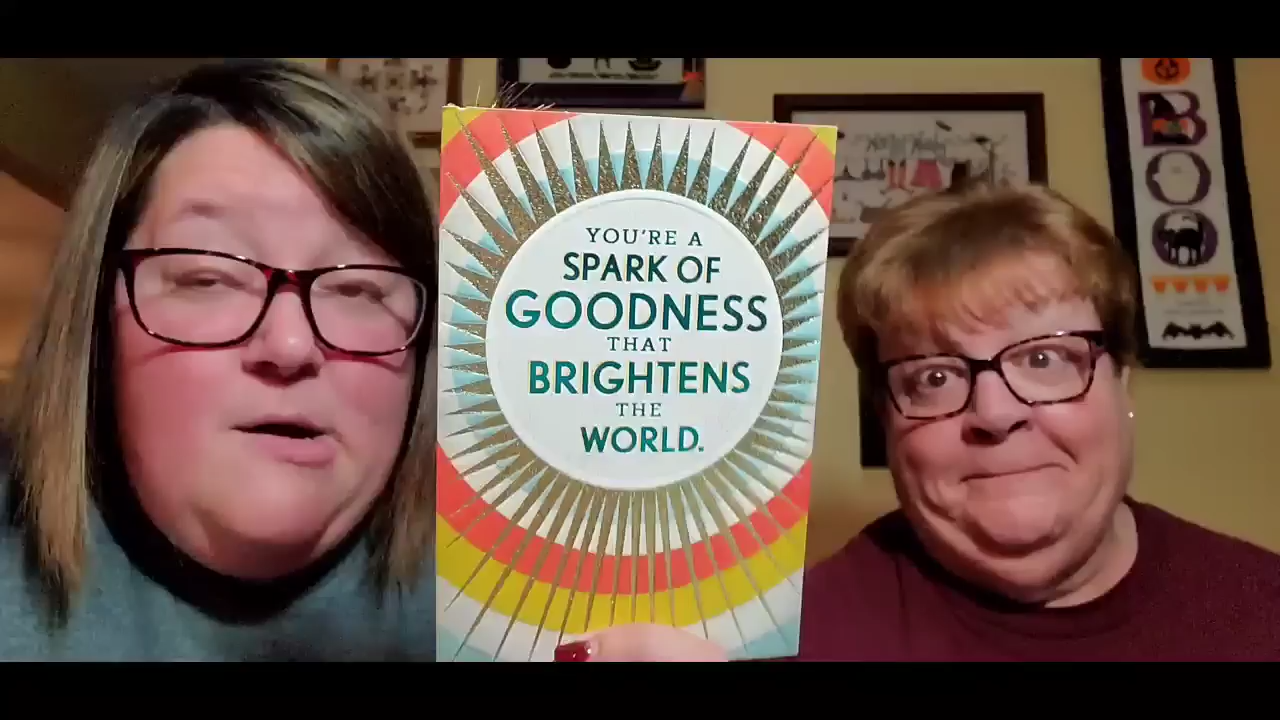 YOU'RE A
SPARK OF
GOODNESS
THAT
BRIGHTENS
THE
WORLD.
BOO